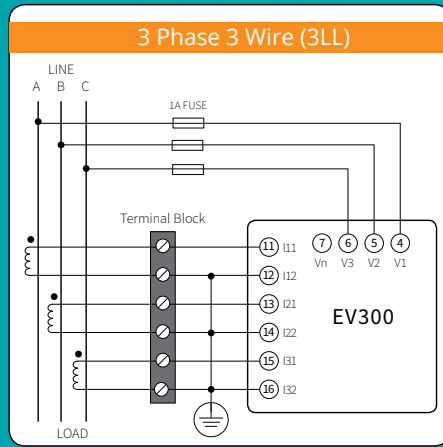 3 Phase 3 Wire (3LL)
LINE
A B C
1A FUSE
Terminal Block
7 6 5 4
Vn V3 V2 V1
11 I11
12 I12
13 I21
14 I22
15 I31
16 I32
EV300
LOAD